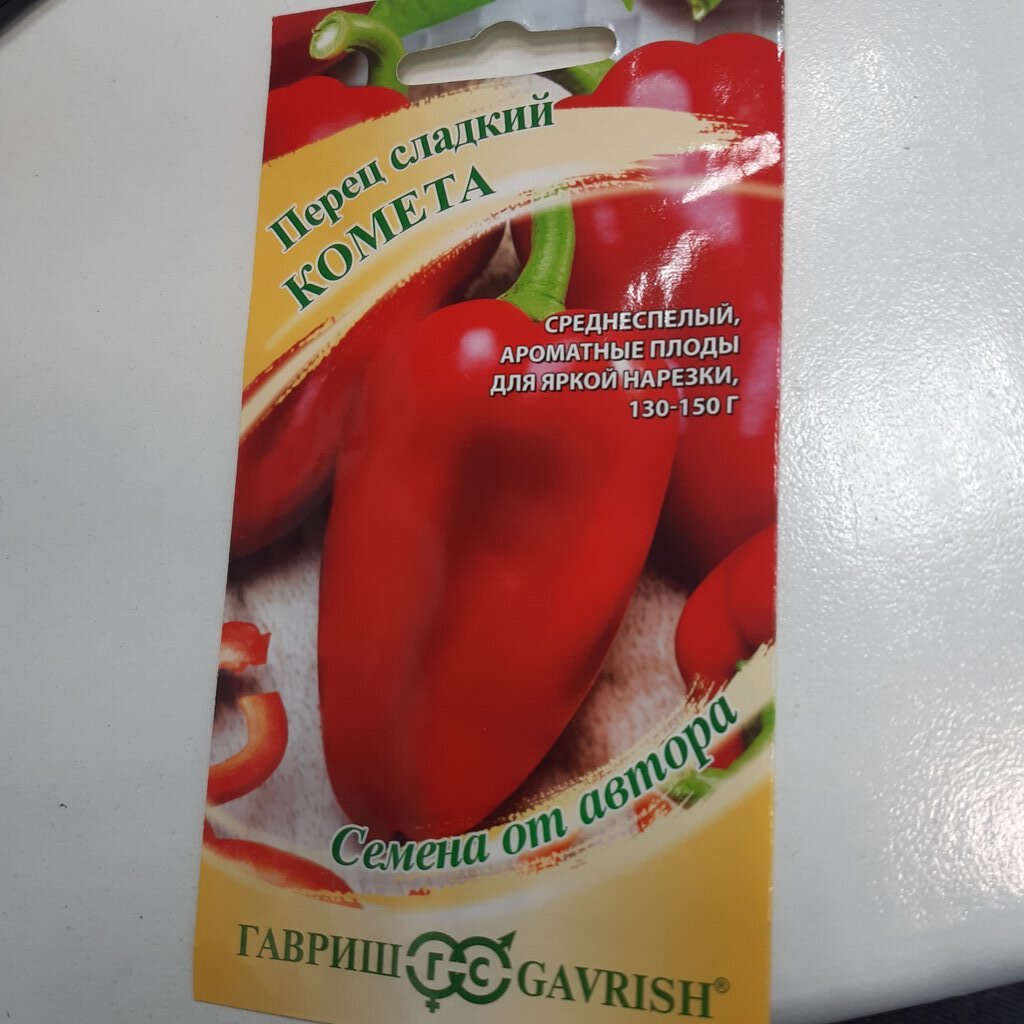 Перец сладкий
КОМЕТА
СРЕДНЕСПЕЛЫЙ,
АРОМАТНЫЕ ПЛОДЫ
ДЛЯ ЯРКОЙ НАРЕЗКИ,
130-150 Г
Семена от автора
ГАВРИШ ГС GAVRISH®